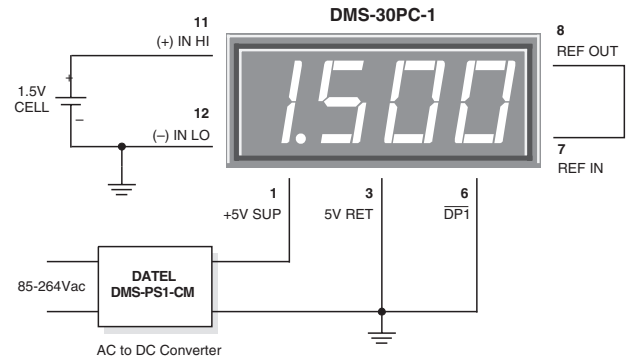 DMS-30PC-1
11
(+) IN HI
8
REF OUT
1.500
+
1.5V
CELL
–
12
(–) IN LO
7
REF IN
1
+5V SUP
3
5V RET
6
DP1
85-264Vac
DATEL
DMS-PS1-CM
AC to DC Converter